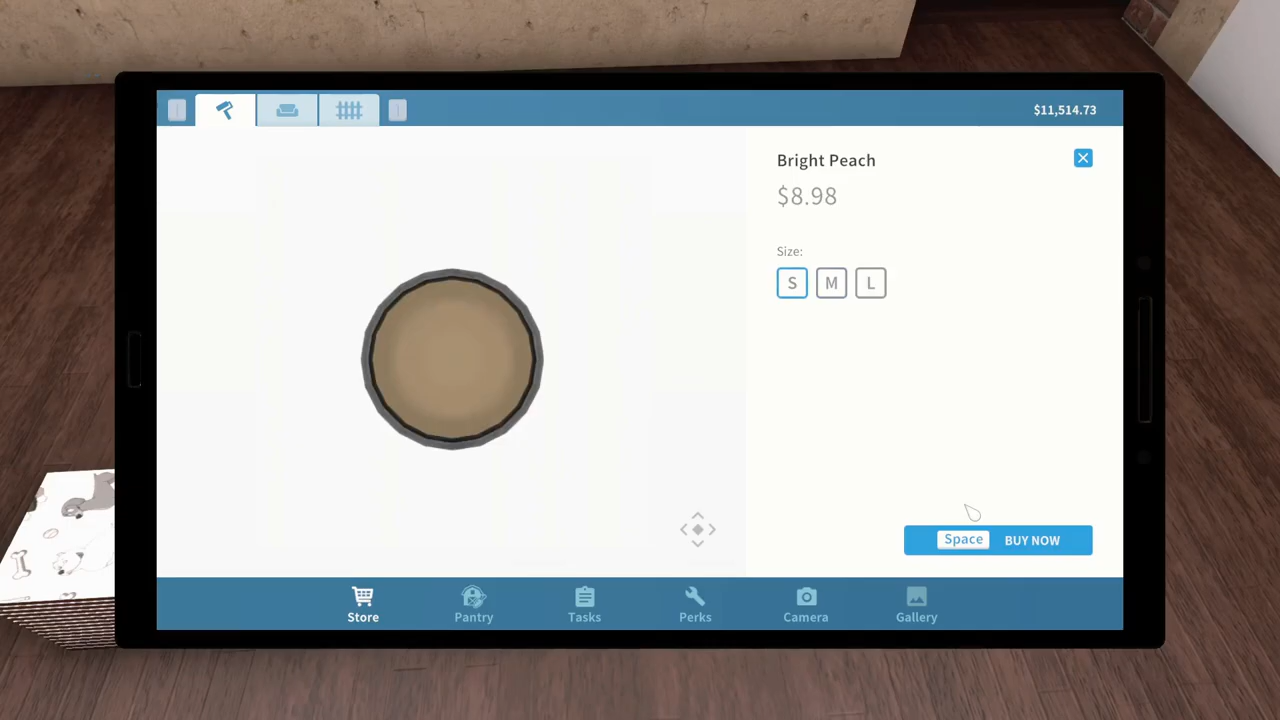 $11,514.73
Bright Peach
$8.98
Size:
S M L
Space BUY NOW
Store Pantry Tasks Perks Camera Gallery